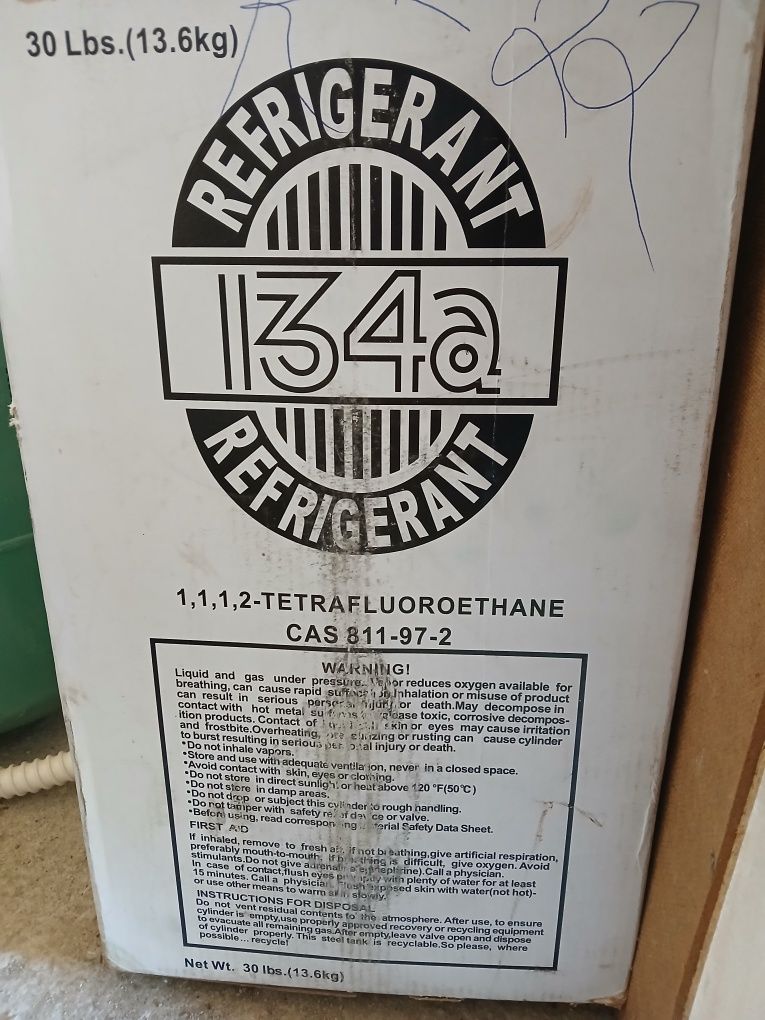 30 Lbs.(13.6kg)
REFRIGERANT
134a
REFRIGERANT
1,1,1,2-TETRAFLUOROETHANE
CAS 811-97-2
WARNING!
Liquid and gas under pressure. Vapor reduces oxygen available for
breathing, can cause rapid suffocation. Inhalation or misuse of product
can result in serious personal injury or death.May decompose in
contact with hot metal surfaces to release toxic, corrosive decompos-
ition products. Contact of skin or eyes may cause irritation
and frostbite.Overheating, rusting can cause cylinder
to burst resulting in serious personal injury or death.
*Do not inhale vapors.
*Store and use with adequate ventilation, never in a closed space.
*Avoid contact with skin, eyes or clothing.
*Do not store in direct sunlight or heat above 120 °F(50℃)
*Do not store in damp areas.
*Do not drop or subject this cylinder to rough handling.
*Do not tamper with safety relief device or valve.
*Before using, read Material Safety Data Sheet.
FIRST AID
If inhaled, remove to fresh air, if not breathing,give artificial respiration,
preferably mouth-to-mouth, If breathing is difficult, give oxygen. Avoid
stimulants.Do not give (epinephrine).Call a physician.
In case of contact,flush eyes promptly with plenty of water for at least
15 minutes. Call a physician. Flush exposed skin with water(not hot)-
or use other means to warm skin slowly.
INSTRUCTIONS FOR DISPOSAL
Do not vent residual contents to the atmosphere. After use, to ensure
cylinder is empty,use properly approved recovery or recycling equipment
to evacuate all remaining gas.After empty,leave valve open and dispose
of cylinder properly. This steel tank is recyclable.So please, where
possible...recycle!
Net Wt. 30 lbs.(13.6kg)